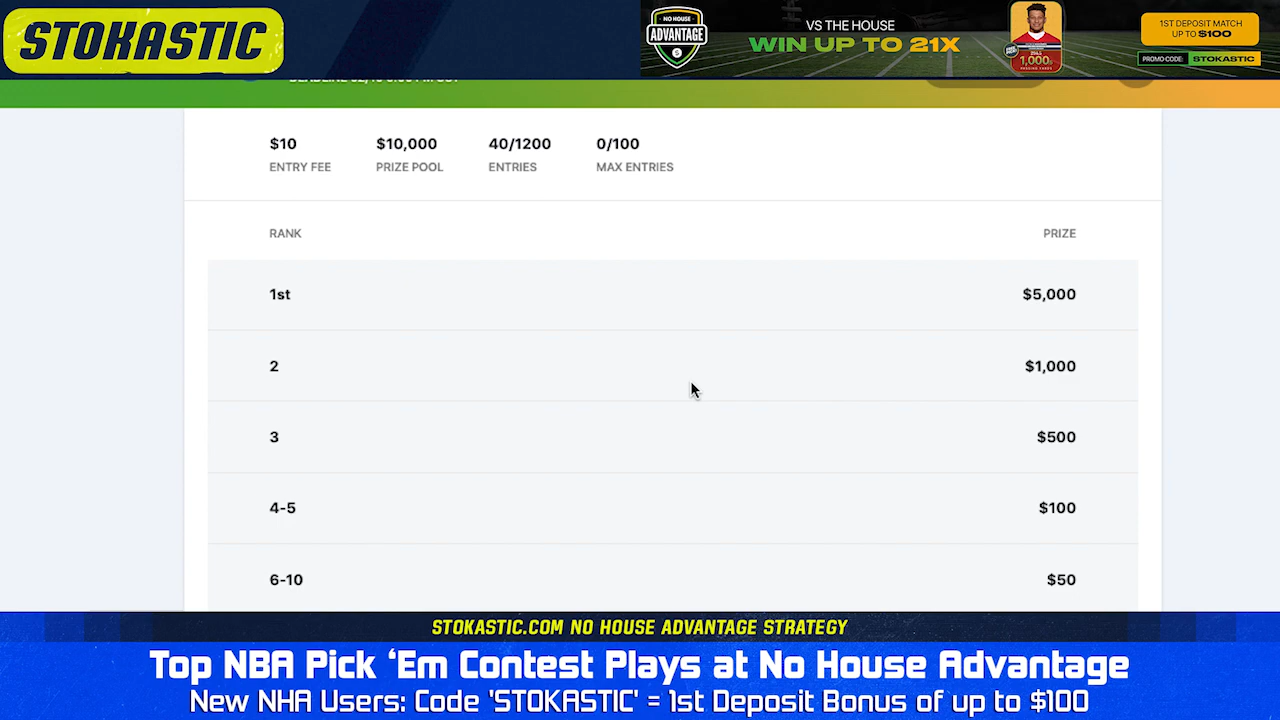 STOKASTIC
NO HOUSE
ADVANTAGE
VS THE HOUSE
WIN UP TO 21X
1,000
1ST DEPOSIT MATCH
UP TO $100
PROMO CODE: STOKASTIC
$10 $10,000 40/1200 0/100
ENTRY FEE PRIZE POOL ENTRIES MAX ENTRIES
RANK PRIZE
1st $5,000
2 $1,000
3 $500
4-5 $100
6-10 $50
STOKASTIC.COM NO HOUSE ADVANTAGE STRATEGY
Top NBA Pick ‘Em Contest Plays at No House Advantage
New NHA Users: Code 'STOKASTIC' = 1st Deposit Bonus of up to $100